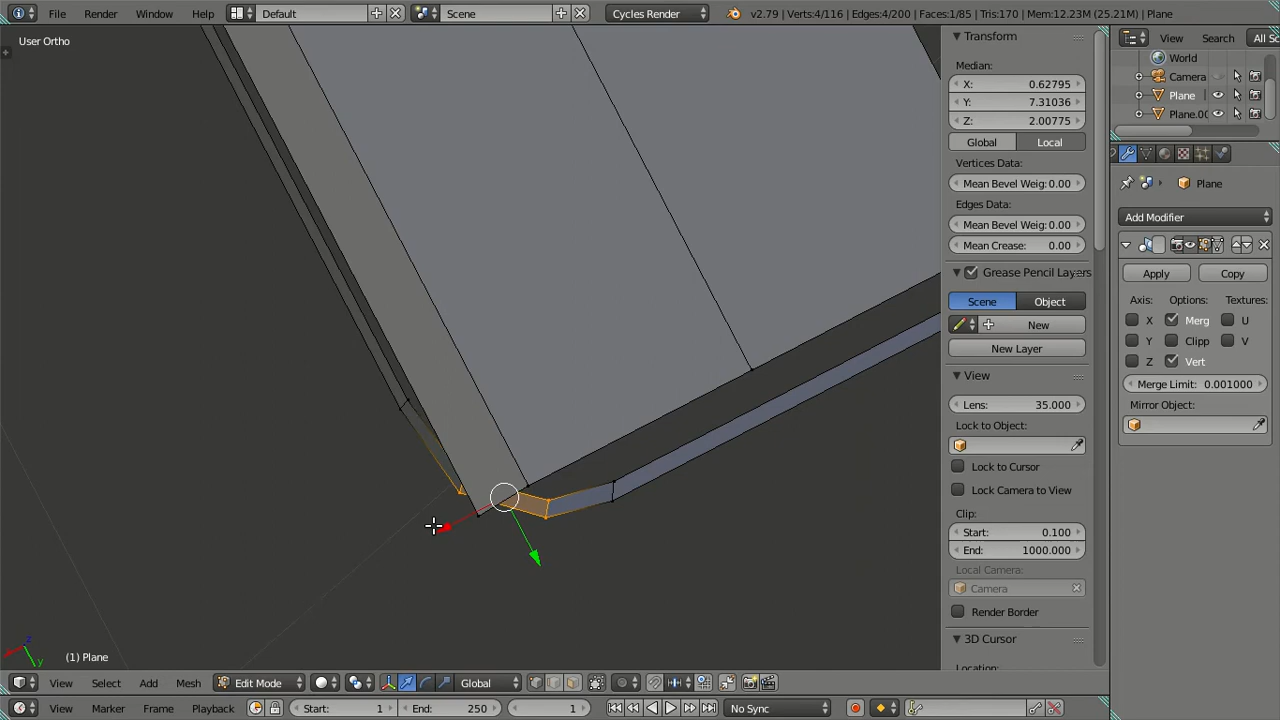 File Render Window Help Default Scene Cycles Render v2.79 | Verts:4/116 | Edges:4/200 | Faces:1/85 | Tris:170 | Mem:12.23M (25.21M) | Plane
User Ortho
Transform
Median:
X: 0.62795
Y: 7.31036
Z: 2.00775
Global Local
Vertices Data:
Mean Bevel Weig: 0.00
Edges Data:
Mean Bevel Weig: 0.00
Mean Crease: 0.00
Grease Pencil Layers
Scene Object
New
New Layer
View
Lens: 35.000
Lock to Object:
Lock to Cursor
Lock Camera to View
Clip:
Start: 0.100
End: 1000.000
Local Camera:
Camera
Render Border
3D Cursor
Location:
View Search All Sc
World
Camera
Plane
Plane.00
Plane
Add Modifier
Apply Copy
Axis: Options: Textures:
X Merg U
Y Clipp V
Z Vert
Merge Limit: 0.001000
Mirror Object:
z
y
(1) Plane
View Select Add Mesh Edit Mode Global
View Marker Frame Playback Start: 1 End: 250 1 No Sync